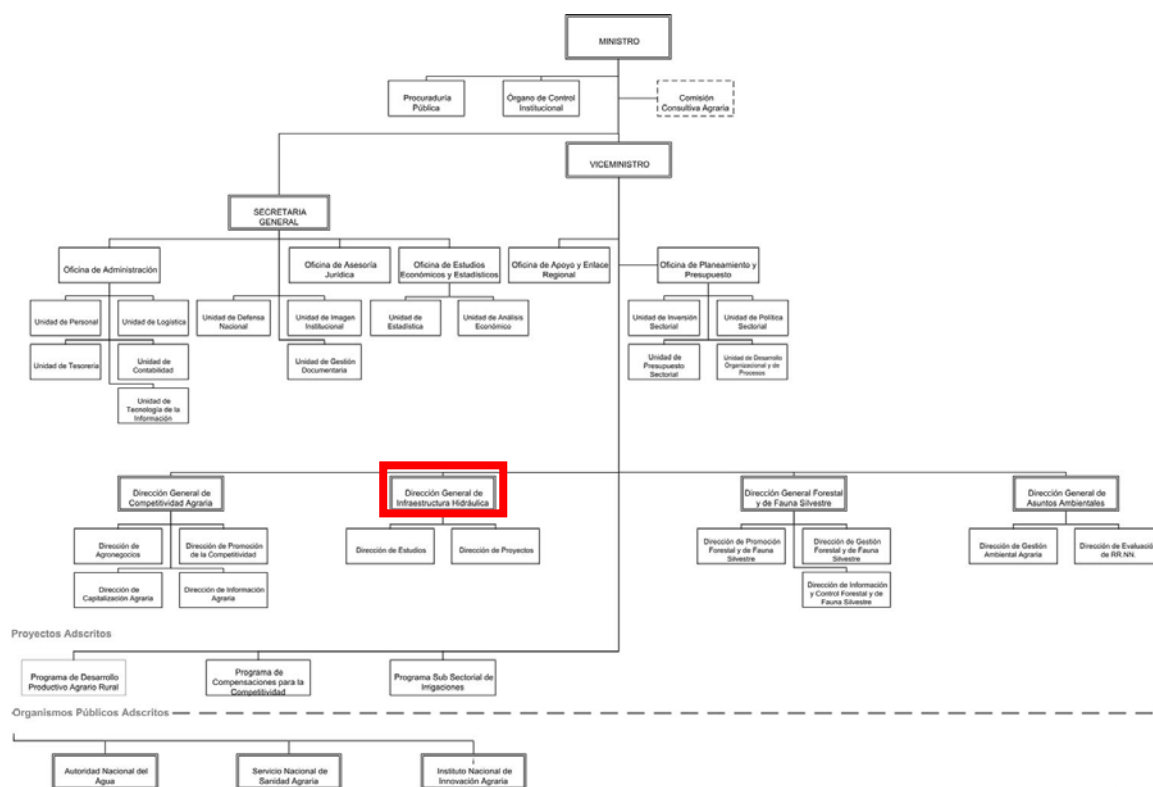 MINISTRO
Procuraduría
Pública
Órgano de Control
Institucional
Comisión
Consultiva Agraria
VICEMINISTRO
SECRETARIA
GENERAL
Oficina de Administración
Oficina de Asesoría
Jurídica
Oficina de Estudios
Económicos y Estadísticos
Oficina de Apoyo y Enlace
Regional
Oficina de Planeamiento y
Presupuesto
Unidad de Personal
Unidad de Logística
Unidad de Defensa
Nacional
Unidad de Imagen
Institucional
Unidad de
Estadística
Unidad de Análisis
Económico
Unidad de Inversión
Sectorial
Unidad de Política
Sectorial
Unidad de Tesorería
Unidad de
Contabilidad
Unidad de Gestión
Documentaria
Unidad de
Presupuesto
Sectorial
Unidad de Desarrollo
Organizacional y de
Procesos
Unidad de
Tecnología de la
Información
Dirección General de
Competitividad Agraria
Dirección General de
Infraestructura Hidráulica
Dirección General Forestal
y de Fauna Silvestre
Dirección General de
Asuntos Ambientales
Dirección de
Agronegocios
Dirección de Promoción
de la Competitividad
Dirección de Estudios
Dirección de Proyectos
Dirección de Promoción
Forestal y de Fauna
Silvestre
Dirección de Gestión
Forestal y de Fauna
Silvestre
Dirección de Gestión
Ambiental Agraria
Dirección de Evaluación
de RR.NN.
Dirección de
Capitalización Agraria
Dirección de Información
Agraria
Dirección de Información
y Control Forestal y de
Fauna Silvestre
Proyectos Adscritos
Programa de Desarrollo
Productivo Agrario Rural
Programa de
Compensaciones para la
Competitividad
Programa Sub Sectorial de
Irrigaciones
Organismos Públicos Adscritos
Autoridad Nacional del
Agua
Servicio Nacional de
Sanidad Agraria
Instituto Nacional de
Innovación Agraria